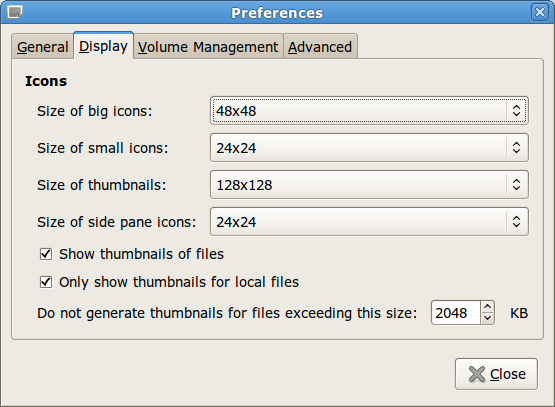 Preferences
General Display Volume Management Advanced
Icons
Size of big icons: 48x48
Size of small icons: 24x24
Size of thumbnails: 128x128
Size of side pane icons: 24x24
Show thumbnails of files
Only show thumbnails for local files
Do not generate thumbnails for files exceeding this size: 2048 KB
Close